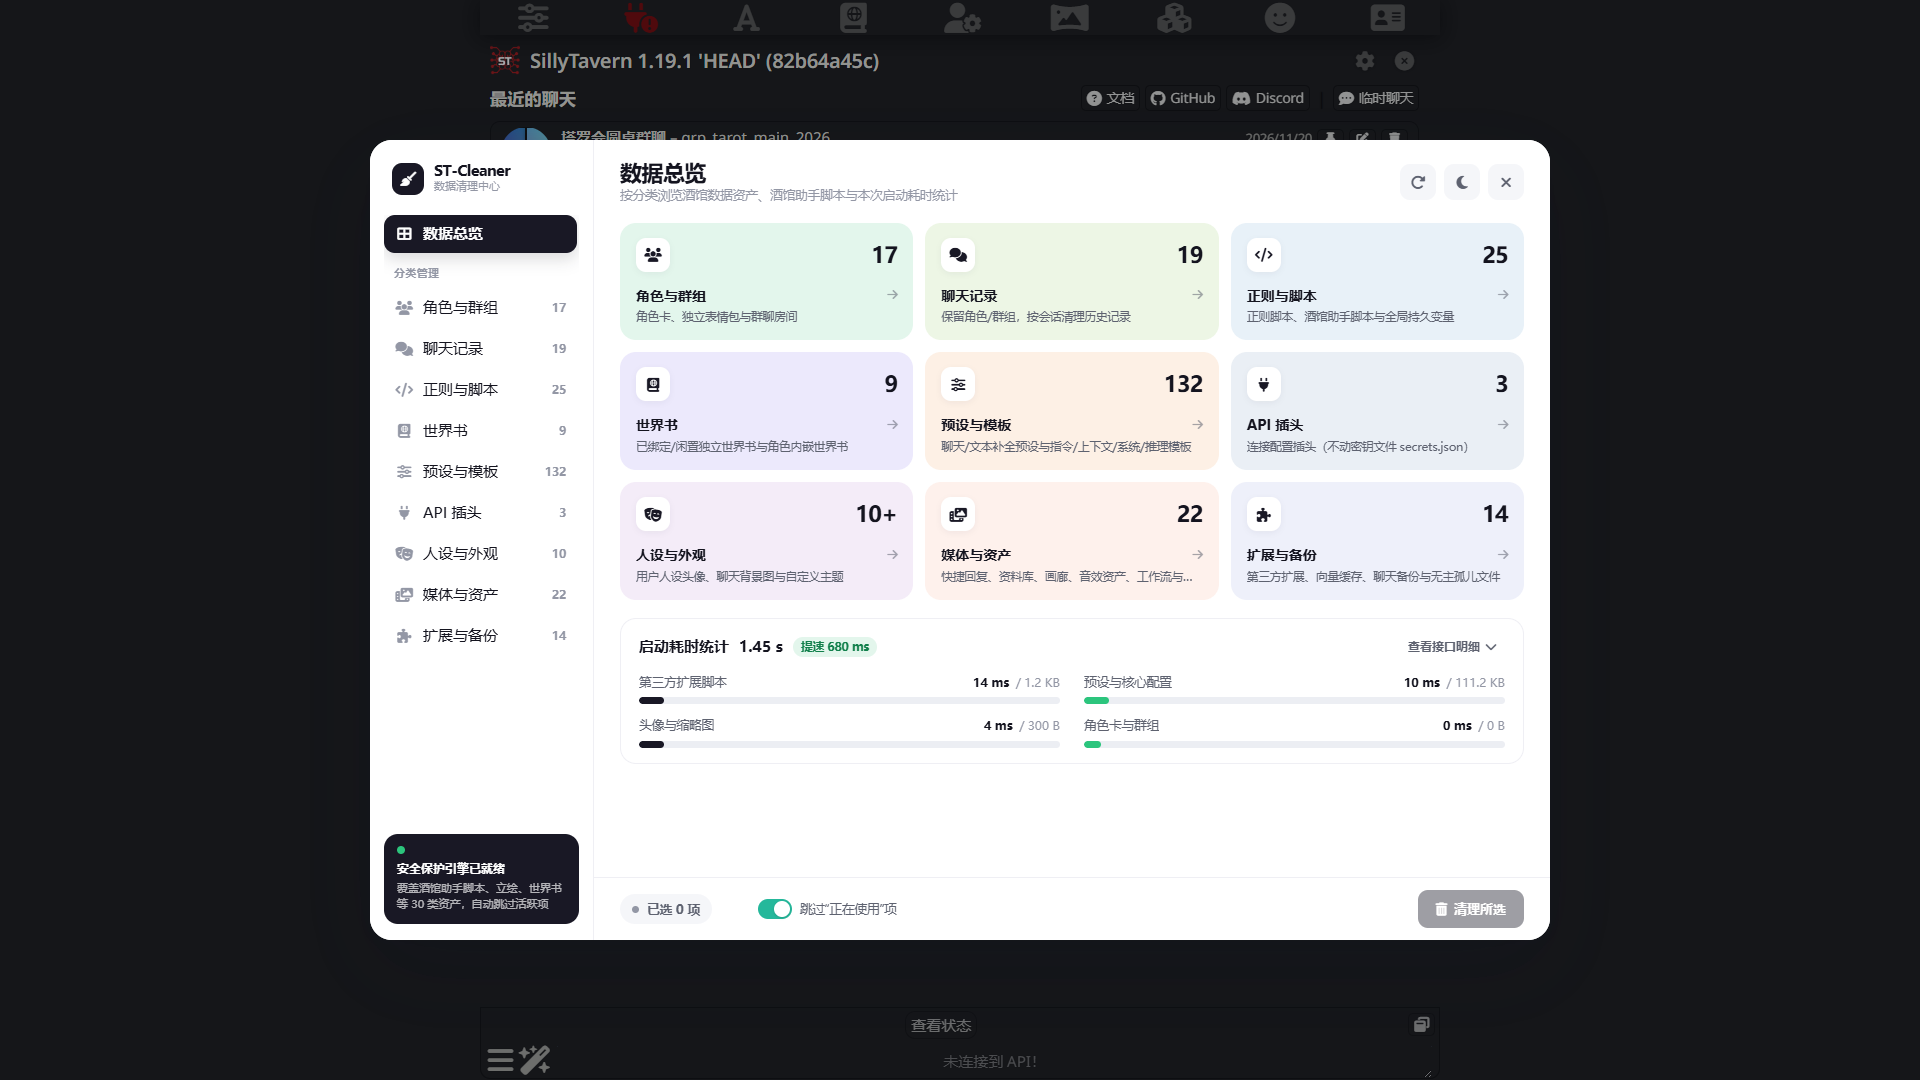 SillyTavern 1.19.1 'HEAD' (82b64a45c)
最近的聊天
文档
GitHub
Discord
临时聊天
塔罗会圆桌群聊 – grp_tarot_main_2026
2026/11/20
ST-Cleaner
数据清理中心
数据总览
分类管理
角色与群组 17
聊天记录 19
正则与脚本 25
世界书 9
预设与模板 132
API 插头 3
人设与外观 10
媒体与资产 22
扩展与备份 14
安全保护引擎已就绪
覆盖酒馆助手脚本、立绘、世界书
等 30 类资产，自动跳过活跃项
数据总览
按分类浏览酒馆数据资产、酒馆助手脚本与本次启动耗时统计
17
角色与群组
角色卡、独立表情包与群聊房间
19
聊天记录
保留角色/群组，按会话清理历史记录
25
正则与脚本
正则脚本、酒馆助手脚本与全局持久变量
9
世界书
已绑定/闲置独立世界书与角色内嵌世界书
132
预设与模板
聊天/文本补全预设与指令/上下文/系统/推理模板
3
API 插头
连接配置插头（不动密钥文件 secrets.json）
10+
人设与外观
用户人设头像、聊天背景图与自定义主题
22
媒体与资产
快捷回复、资料库、画廊、音效资产、工作流与...
14
扩展与备份
第三方扩展、向量缓存、聊天备份与无主孤儿文件
启动耗时统计 1.45 s 提速 680 ms
查看接口明细
第三方扩展脚本 14 ms / 1.2 KB
预设与核心配置 10 ms / 111.2 KB
头像与缩略图 4 ms / 300 B
角色卡与群组 0 ms / 0 B
已选 0 项
跳过“正在使用”项
清理所选
查看状态
未连接到 API！